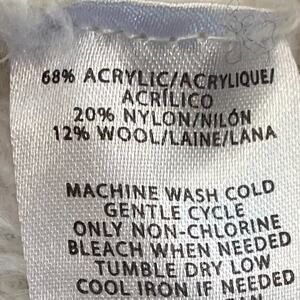 68% ACRYLIC/ACRYLIQUE/
ACRÍLICO
20% NYLON/NILÓN
12% WOOL/LAINE/LANA
MACHINE WASH COLD
GENTLE CYCLE
ONLY NON-CHLORINE
BLEACH WHEN NEEDED
TUMBLE DRY LOW
COOL IRON IF NEEDED